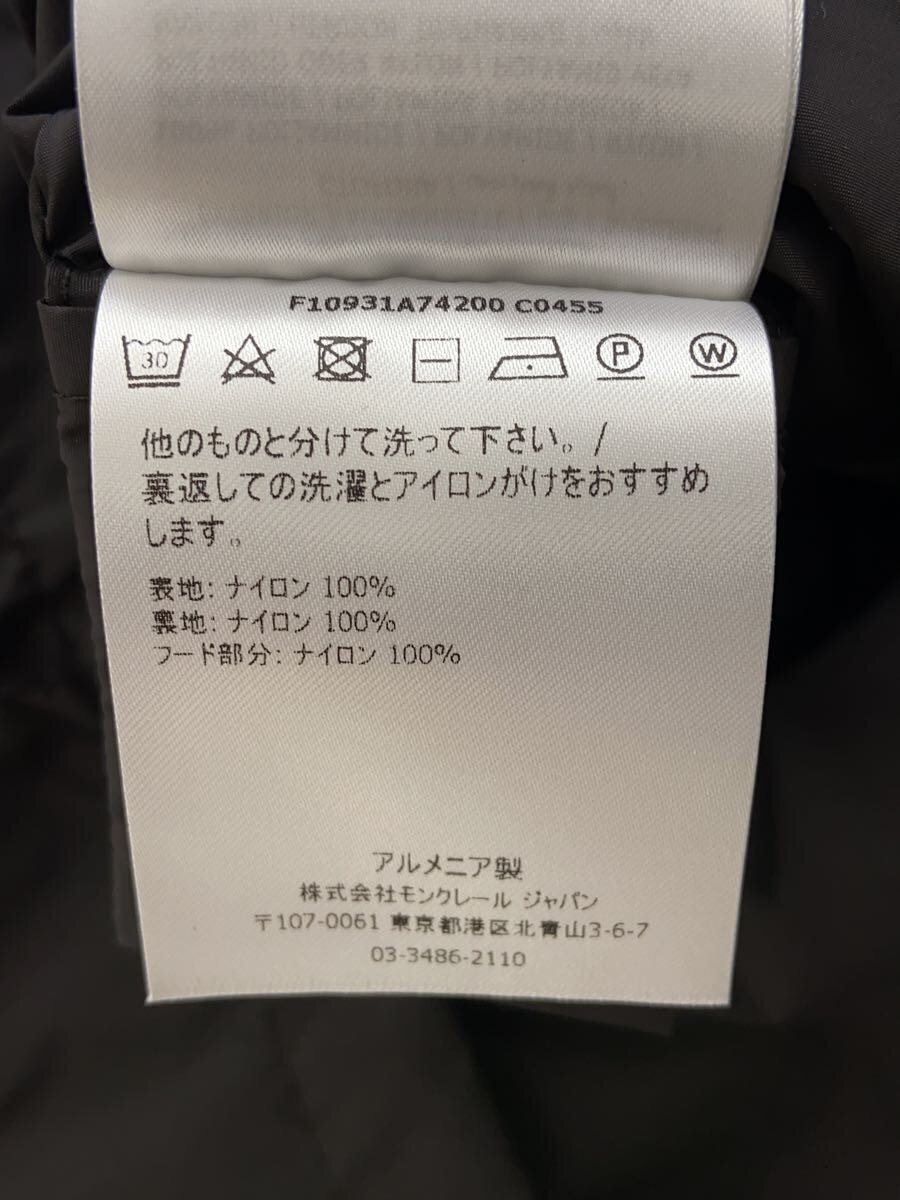 F10931A74200 C0455
30
P
W
他のものと分けて洗って下さい。/
裏返しての洗濯とアイロンがけをおすすめ
します。
表地: ナイロン 100%
裏地: ナイロン 100%
フード部分: ナイロン 100%
アルメニア製
株式会社モンクレール ジャパン
〒107-0061 東京都港区北青山3-6-7
03-3486-2110